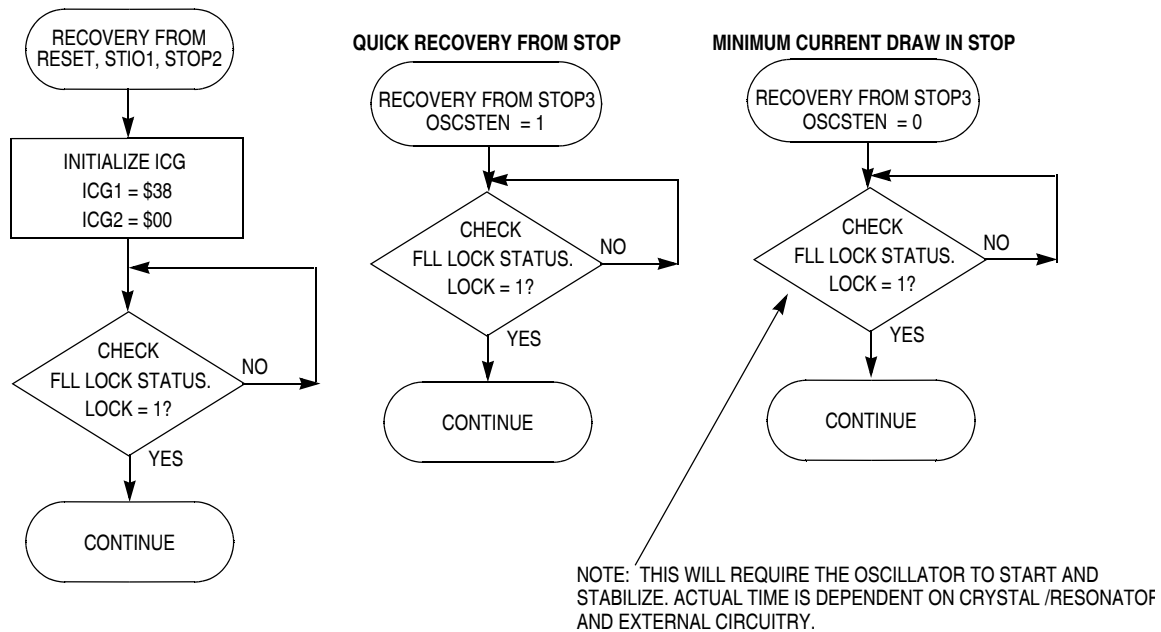 RECOVERY FROM
RESET, STIO1, STOP2
INITIALIZE ICG
ICG1 = $38
ICG2 = $00
CHECK
FLL LOCK STATUS.
LOCK = 1?
NO
YES
CONTINUE
QUICK RECOVERY FROM STOP
RECOVERY FROM STOP3
OSCSTEN = 1
CHECK
FLL LOCK STATUS.
LOCK = 1?
NO
YES
CONTINUE
MINIMUM CURRENT DRAW IN STOP
RECOVERY FROM STOP3
OSCSTEN = 0
CHECK
FLL LOCK STATUS.
LOCK = 1?
NO
YES
CONTINUE
NOTE: THIS WILL REQUIRE THE OSCILLATOR TO START AND
STABILIZE. ACTUAL TIME IS DEPENDENT ON CRYSTAL /RESONATOR
AND EXTERNAL CIRCUITRY.